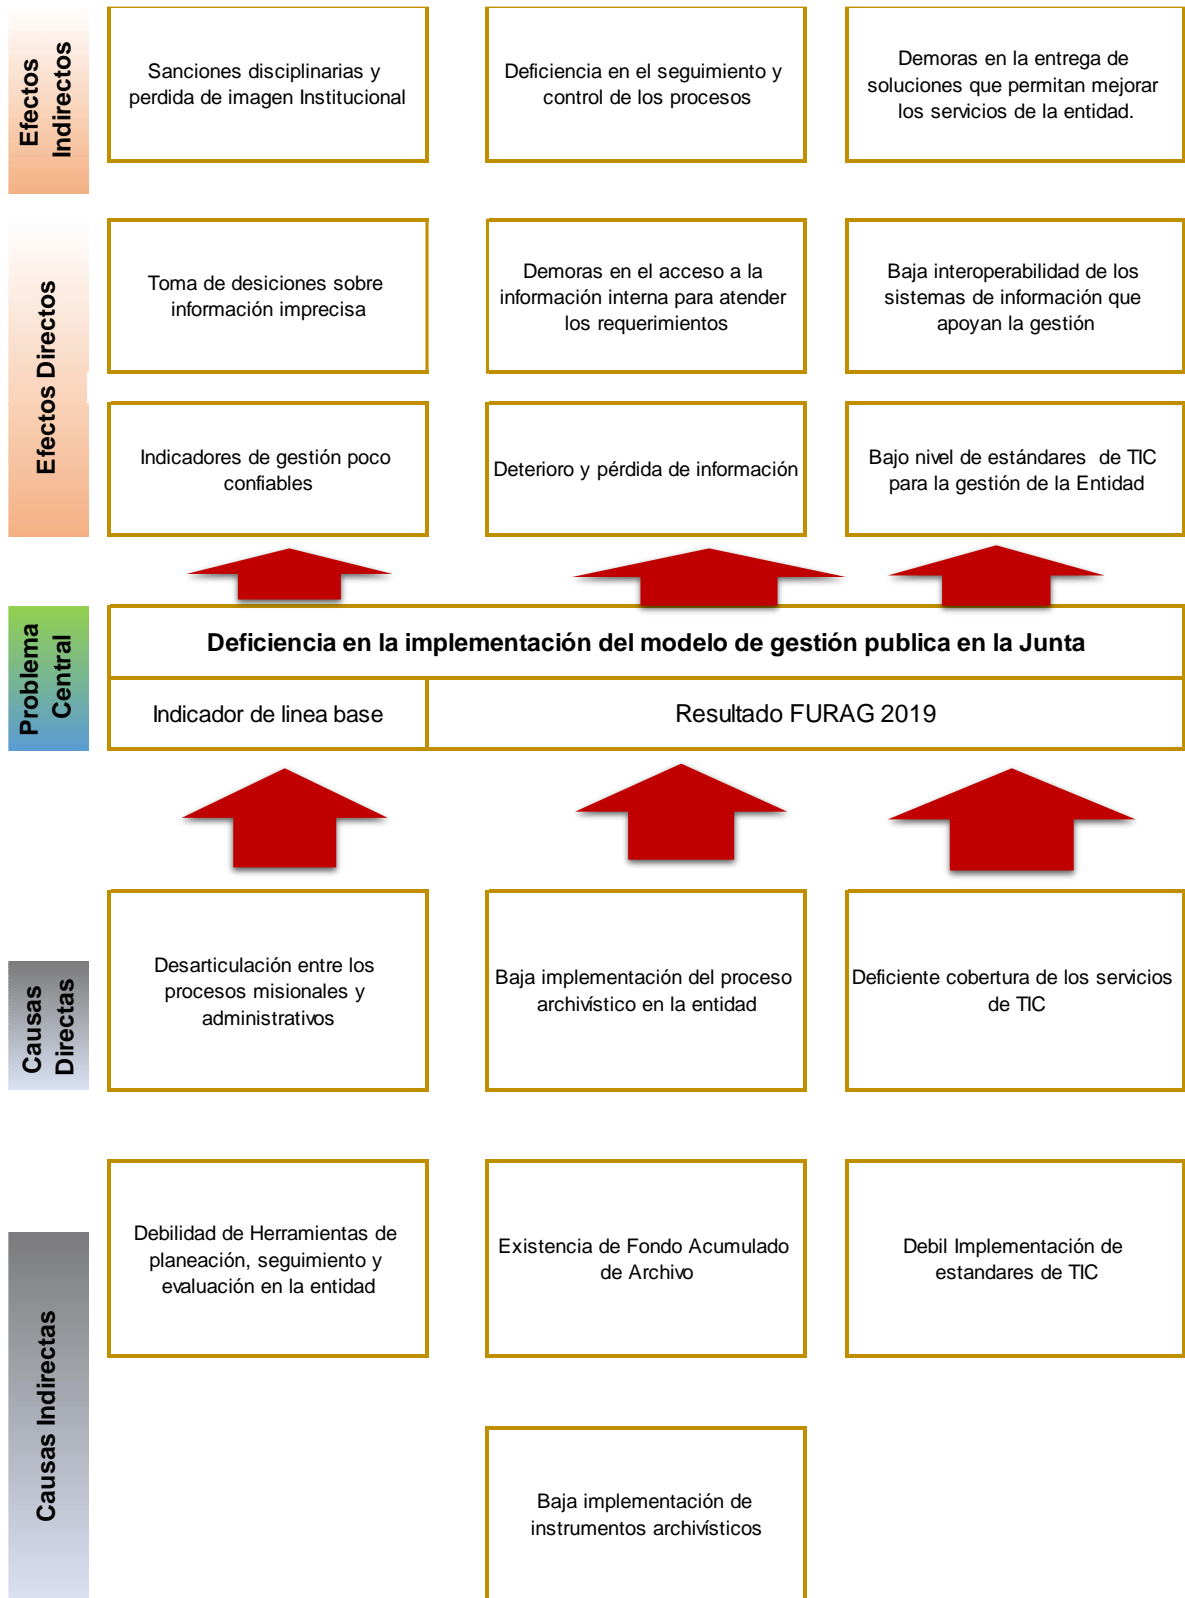 Efectos
Indirectos
Sanciones disciplinarias y
perdida de imagen Institucional
Deficiencia en el seguimiento y
control de los procesos
Demoras en la entrega de
soluciones que permitan mejorar
los servicios de la entidad.
Efectos Directos
Toma de desiciones sobre
información imprecisa
Demoras en el acceso a la
información interna para atender
los requerimientos
Baja interoperabilidad de los
sistemas de información que
apoyan la gestión
Indicadores de gestión poco
confiables
Deterioro y pérdida de información
Bajo nivel de estándares de TIC
para la gestión de la Entidad
Problema
Central
Deficiencia en la implementación del modelo de gestión publica en la Junta
Indicador de linea base
Resultado FURAG 2019
Causas
Directas
Desarticulación entre los
procesos misionales y
administrativos
Baja implementación del proceso
archivístico en la entidad
Deficiente cobertura de los servicios
de TIC
Causas Indirectas
Debilidad de Herramientas de
planeación, seguimiento y
evaluación en la entidad
Existencia de Fondo Acumulado
de Archivo
Debil Implementación de
estandares de TIC
Baja implementación de
instrumentos archivísticos